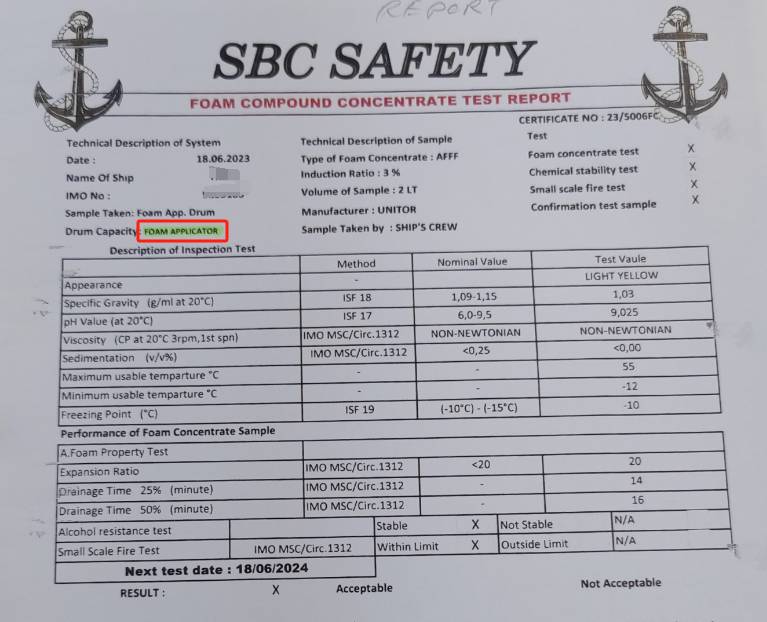 REPORT
SBC SAFETY
FOAM COMPOUND CONCENTRATE TEST REPORT
CERTIFICATE NO : 23/5006FC
Technical Description of System
Date : 18.06.2023
Name Of Ship
IMO No :
Sample Taken: Foam App. Drum
Drum Capacity: FOAM APPLICATOR
Technical Description of Sample
Type of Foam Concentrate : AFFF
Induction Ratio : 3 %
Volume of Sample : 2 LT
Manufacturer : UNITOR
Sample Taken by : SHIP'S CREW
Test
Foam concentrate test X
Chemical stability test X
Small scale fire test X
Confirmation test sample X
Description of Inspection Test
Method Nominal Value Test Vaule
Appearance - LIGHT YELLOW
Specific Gravity (g/ml at 20°C) ISF 18 1,09-1,15 1,03
pH Value (at 20°C) ISF 17 6,0-9,5 9,025
Viscosity (CP at 20°C 3rpm,1st spn) IMO MSC/Circ.1312 NON-NEWTONIAN NON-NEWTONIAN
Sedimentation (v/v%) IMO MSC/Circ.1312 <0,25 <0,00
Maximum usable temparture °C - - 55
Minimum usable temparture °C - - -12
Freezing Point (°C) ISF 19 (-10°C) - (-15°C) -10
Performance of Foam Concentrate Sample
A.Foam Property Test
Expansion Ratio IMO MSC/Circ.1312 <20 20
Drainage Time 25% (minute) IMO MSC/Circ.1312 - 14
Drainage Time 50% (minute) IMO MSC/Circ.1312 - 16
Alcohol resistance test Stable X Not Stable N/A
Small Scale Fire Test IMO MSC/Circ.1312 Within Limit X Outside Limit N/A
Next test date : 18/06/2024
RESULT : X Acceptable Not Acceptable